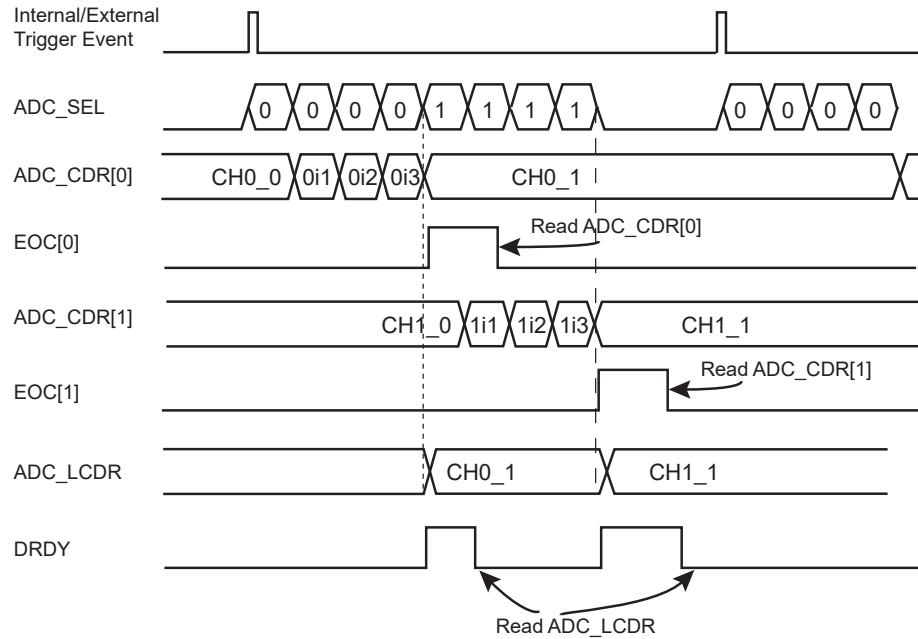 Internal/External
Trigger Event
ADC_SEL 0 0 0 0 1 1 1 1 0 0 0 0
ADC_CDR[0] CH0_0 0i1 0i2 0i3 CH0_1
EOC[0] Read ADC_CDR[0]
ADC_CDR[1] CH1_0 1i1 1i2 1i3 CH1_1
EOC[1] Read ADC_CDR[1]
ADC_LCDR CH0_1 CH1_1
DRDY
Read ADC_LCDR